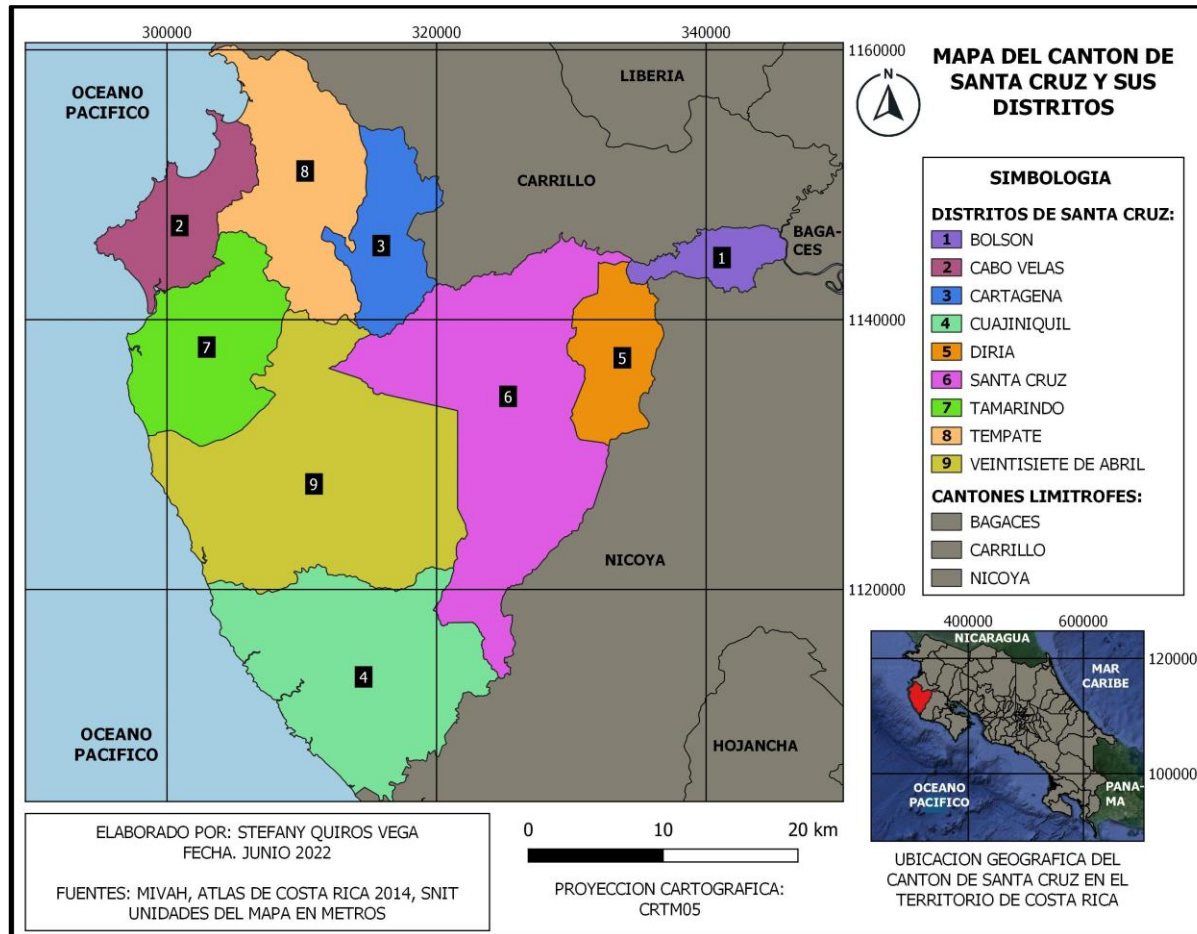 300000
320000
340000
1160000
1140000
1120000
OCEANO
PACIFICO
LIBERIA
CARRILLO
BAGA-
CES
8
2
3
1
7
5
6
9
4
NICOYA
HOJANCHA
OCEANO
PACIFICO
N
MAPA DEL CANTON DE
SANTA CRUZ Y SUS
DISTRITOS
SIMBOLOGIA
DISTRITOS DE SANTA CRUZ:
1 BOLSON
2 CABO VELAS
3 CARTAGENA
4 CUAJINIQUIL
5 DIRIA
6 SANTA CRUZ
7 TAMARINDO
8 TEMPATE
9 VEINTISIETE DE ABRIL
CANTONES LIMITROFES:
BAGACES
CARRILLO
NICOYA
400000
600000
NICARAGUA
120000
MAR
CARIBE
100000
OCEANO
PACIFICO
PANA-
MA
UBICACION GEOGRAFICA DEL
CANTON DE SANTA CRUZ EN EL
TERRITORIO DE COSTA RICA
ELABORADO POR: STEFANY QUIROS VEGA
FECHA. JUNIO 2022
FUENTES: MIVAH, ATLAS DE COSTA RICA 2014, SNIT
UNIDADES DEL MAPA EN METROS
0 10 20 km
PROYECCION CARTOGRAFICA:
CRTM05